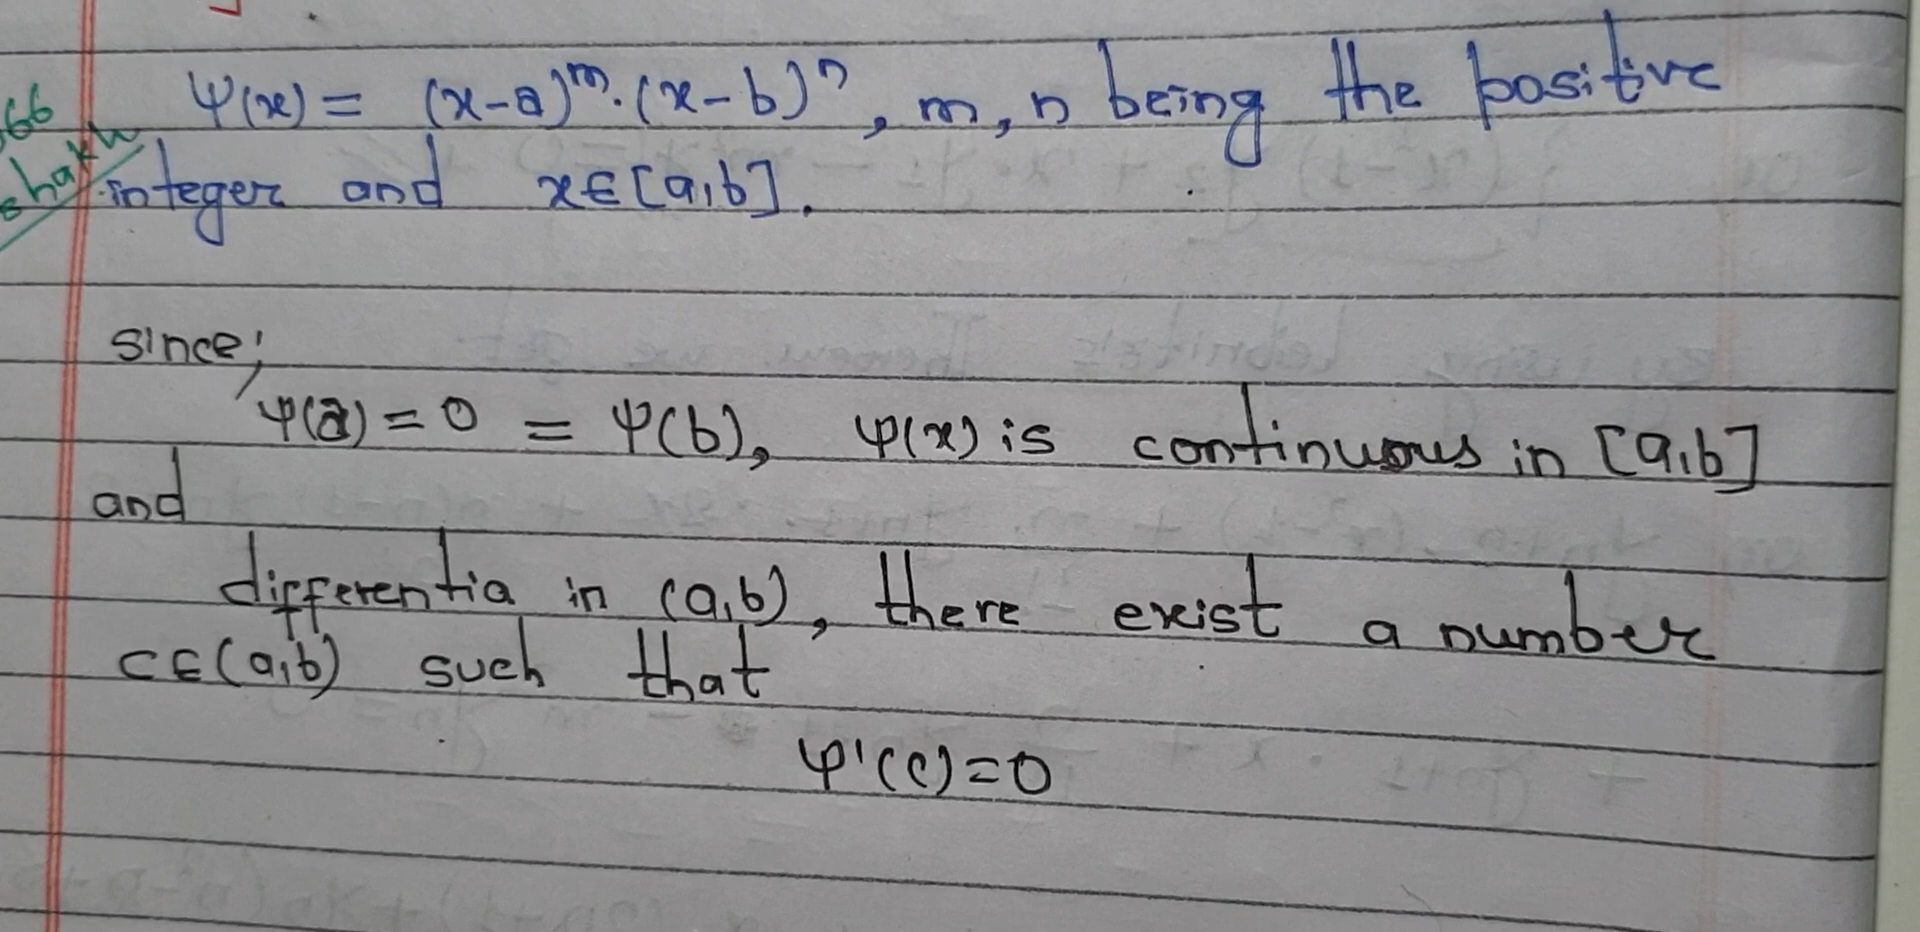 66 ψ(x) = (x-a)^m . (x-b)^n , m, n being the positive
integer and x∈[a,b].
since,
ψ(a) = 0 = ψ(b), ψ(x) is continuous in [a,b]
and
differentia in (a,b), there exist a number
c∈(a,b) such that
ψ'(c) = 0